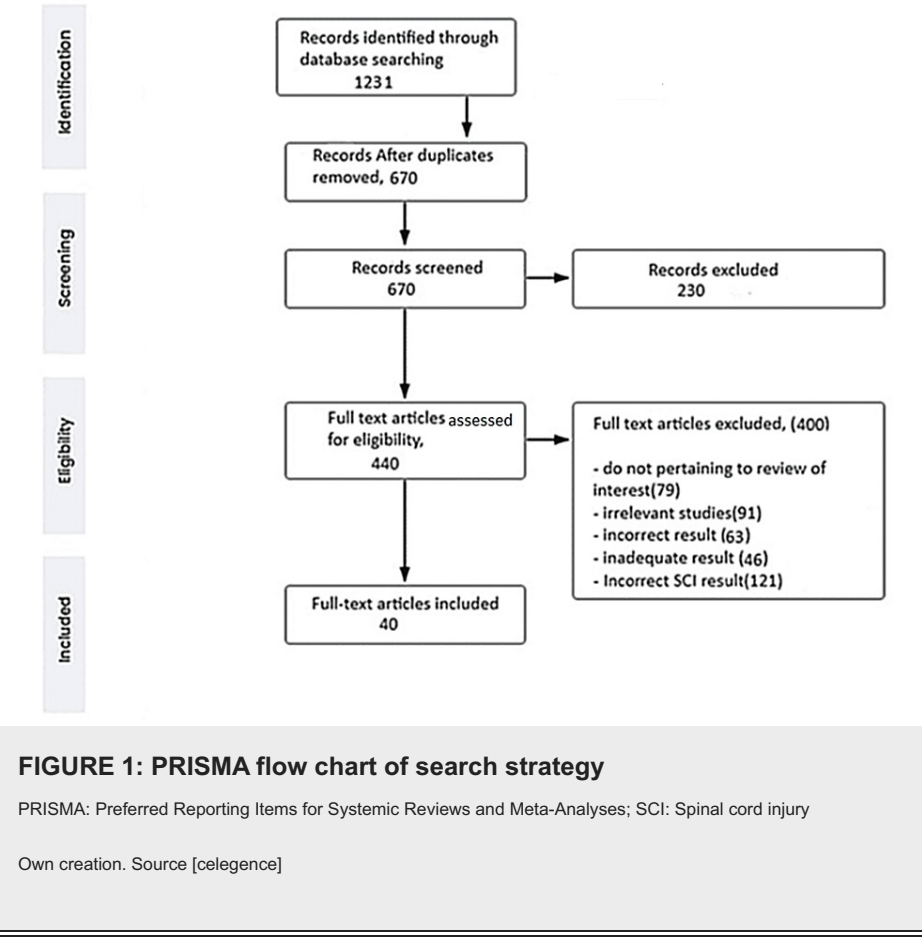 Identification
Records identified through
database searching
1231
Records After duplicates
removed, 670
Screening
Records screened
670
Records excluded
230
Eligibility
Full text articles assessed
for eligibility,
440
Full text articles excluded, (400)
- do not pertaining to review of
interest(79)
- irrelevant studies(91)
- incorrect result (63)
- inadequate result (46)
- Incorrect SCI result(121)
Included
Full-text articles included
40
FIGURE 1: PRISMA flow chart of search strategy
PRISMA: Preferred Reporting Items for Systemic Reviews and Meta-Analyses; SCI: Spinal cord injury
Own creation. Source [celegence]